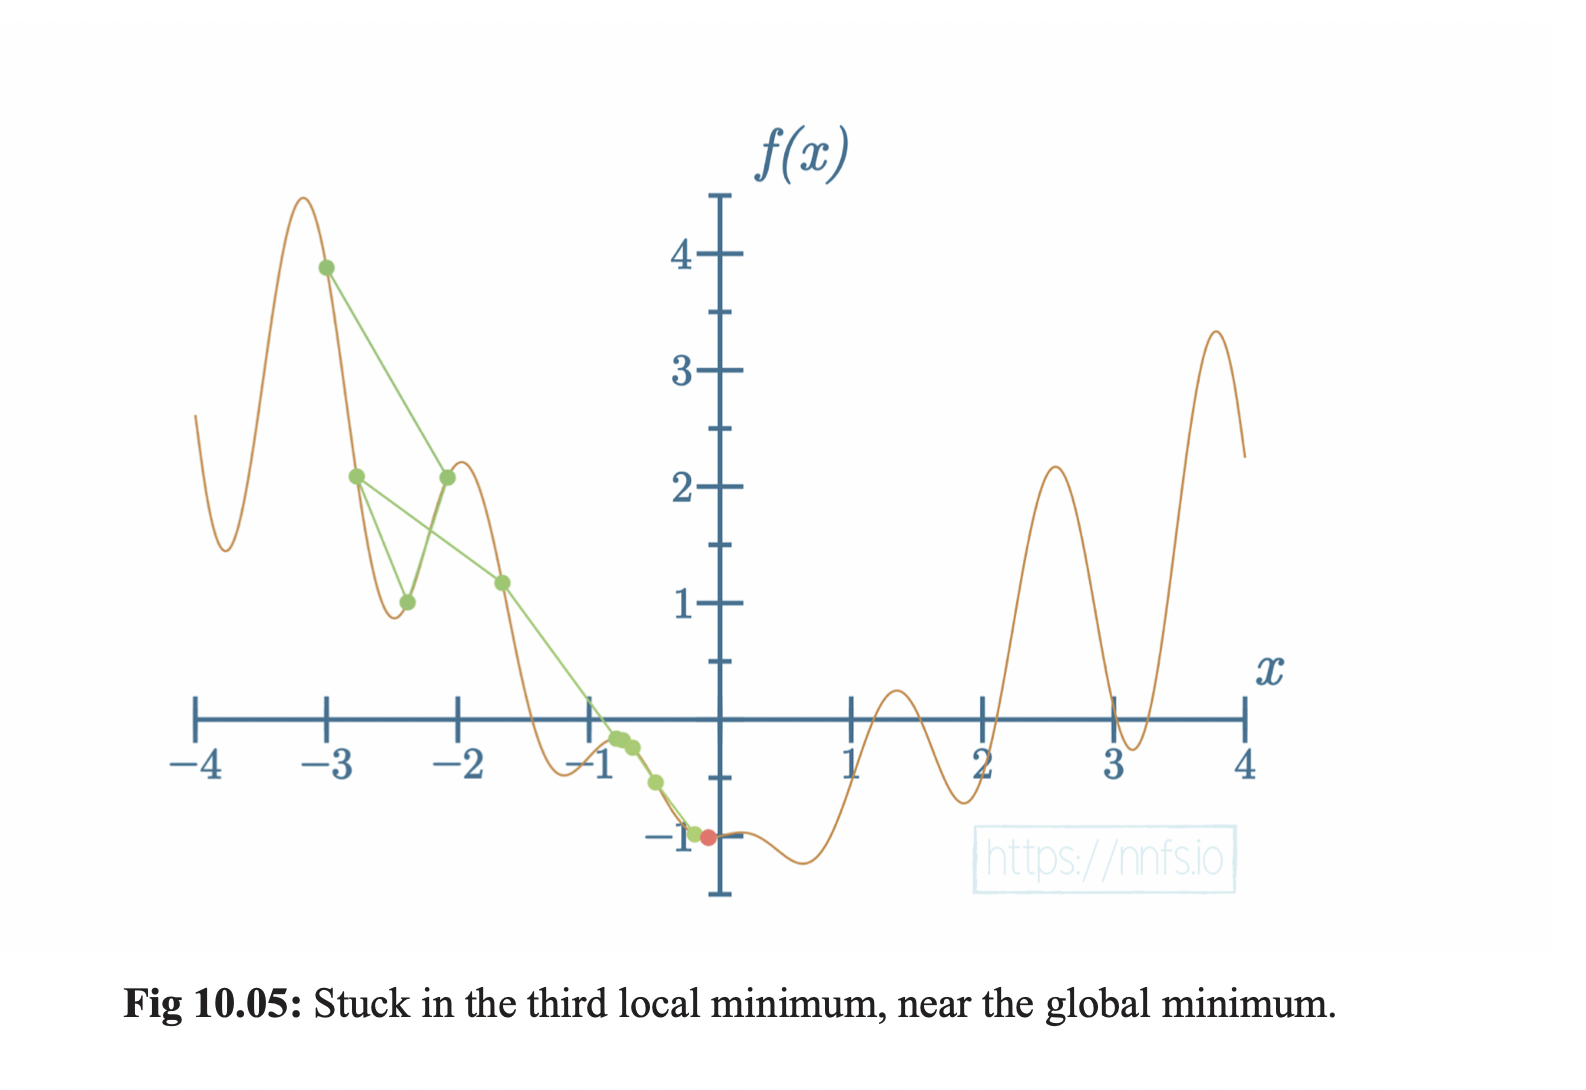 f(x)
4
3
2
1
x
−4 −3 −2 −1 1 2 3 4
−1
https://nnfs.io
Fig 10.05: Stuck in the third local minimum, near the global minimum.